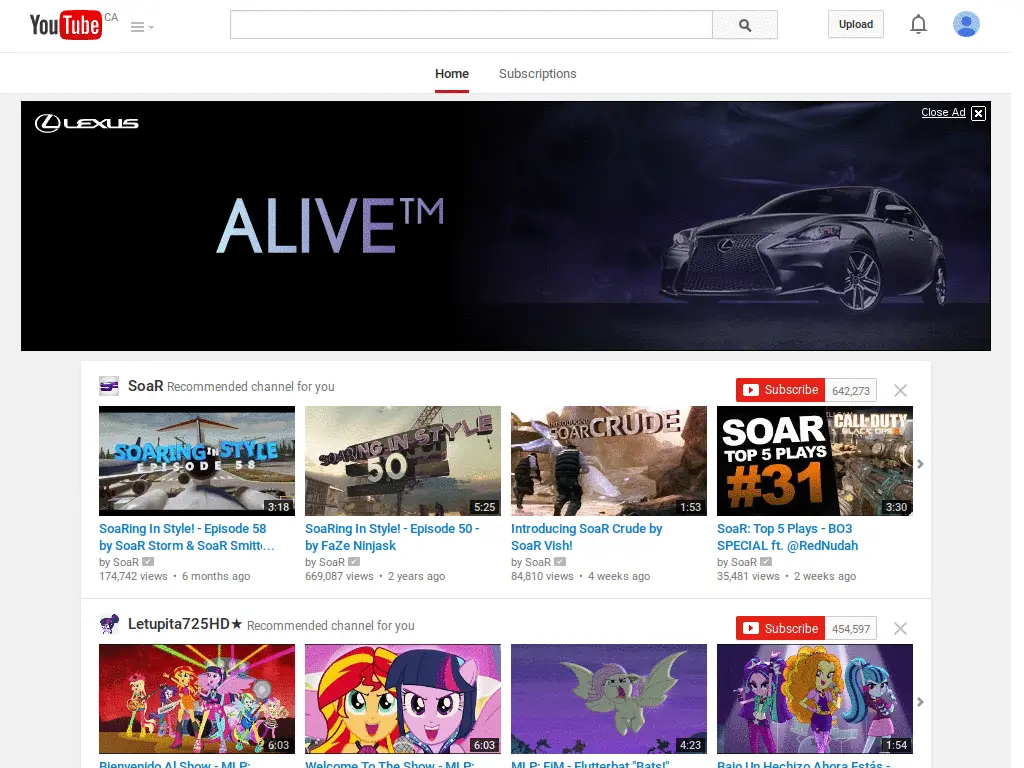 YouTube CA
Upload
Home Subscriptions
LEXUS
Close Ad
ALIVE™
SoaR Recommended channel for you
Subscribe 642,273
SOARING IN STYLE
EPISODE 58
3:18
SOARING IN STYLE
50
5:25
INTRODUCING
SOAR CRUDE
1:53
SOAR
TOP 5 PLAYS
#31
CALL OF DUTY
BLACK OPS
3:30
SoaRing In Style! - Episode 58
by SoaR Storm & SoaR Smitt...
by SoaR
174,742 views • 6 months ago
SoaRing In Style! - Episode 50 -
by FaZe Ninjask
by SoaR
669,087 views • 2 years ago
Introducing SoaR Crude by
SoaR Vish!
by SoaR
84,810 views • 4 weeks ago
SoaR: Top 5 Plays - BO3
SPECIAL ft. @RedNudah
by SoaR
35,481 views • 2 weeks ago
Letupita725HD★ Recommended channel for you
Subscribe 454,597
6:03
6:03
4:23
1:54
Bienvenido Al Show - MLP:
Welcome To The Show - MLP:
MLP: FiM - Flutterbat "Bats!"
Bajo Un Hechizo Ahora Estás -